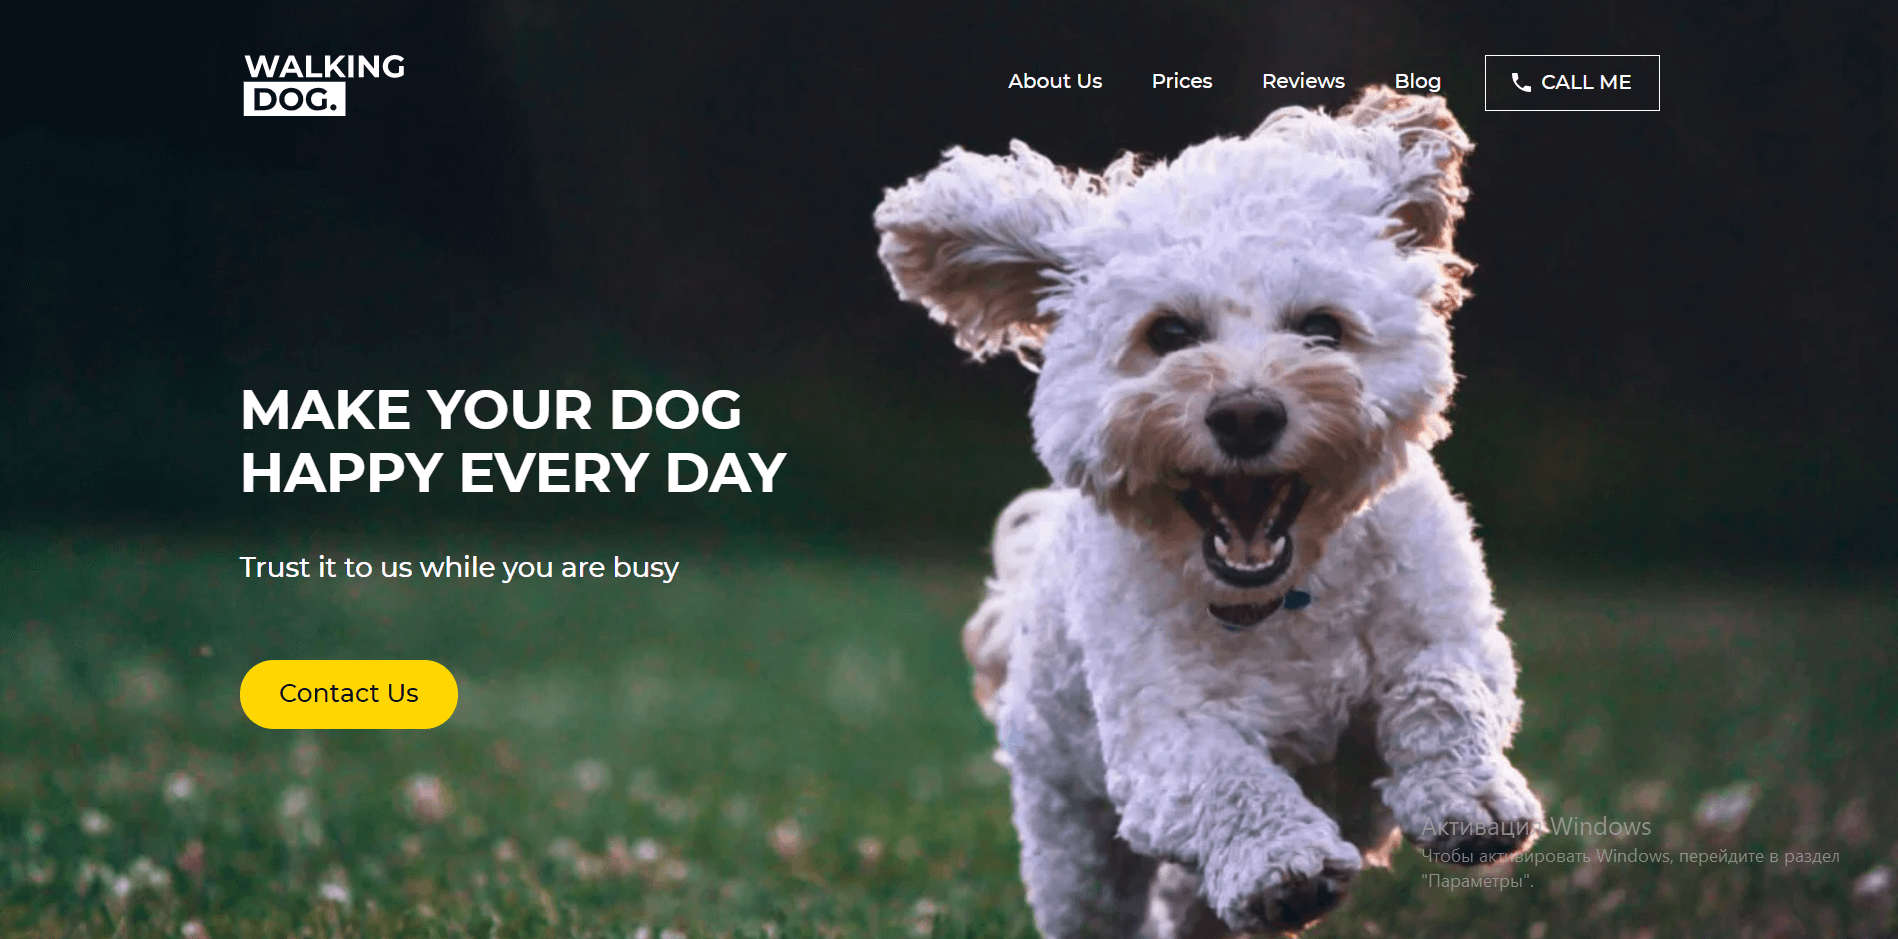 WALKING
DOG.
About Us
Prices
Reviews
Blog
CALL ME
MAKE YOUR DOG
HAPPY EVERY DAY
Trust it to us while you are busy
Contact Us
Активация Windows
Чтобы активировать Windows, перейдите в раздел
"Параметры".